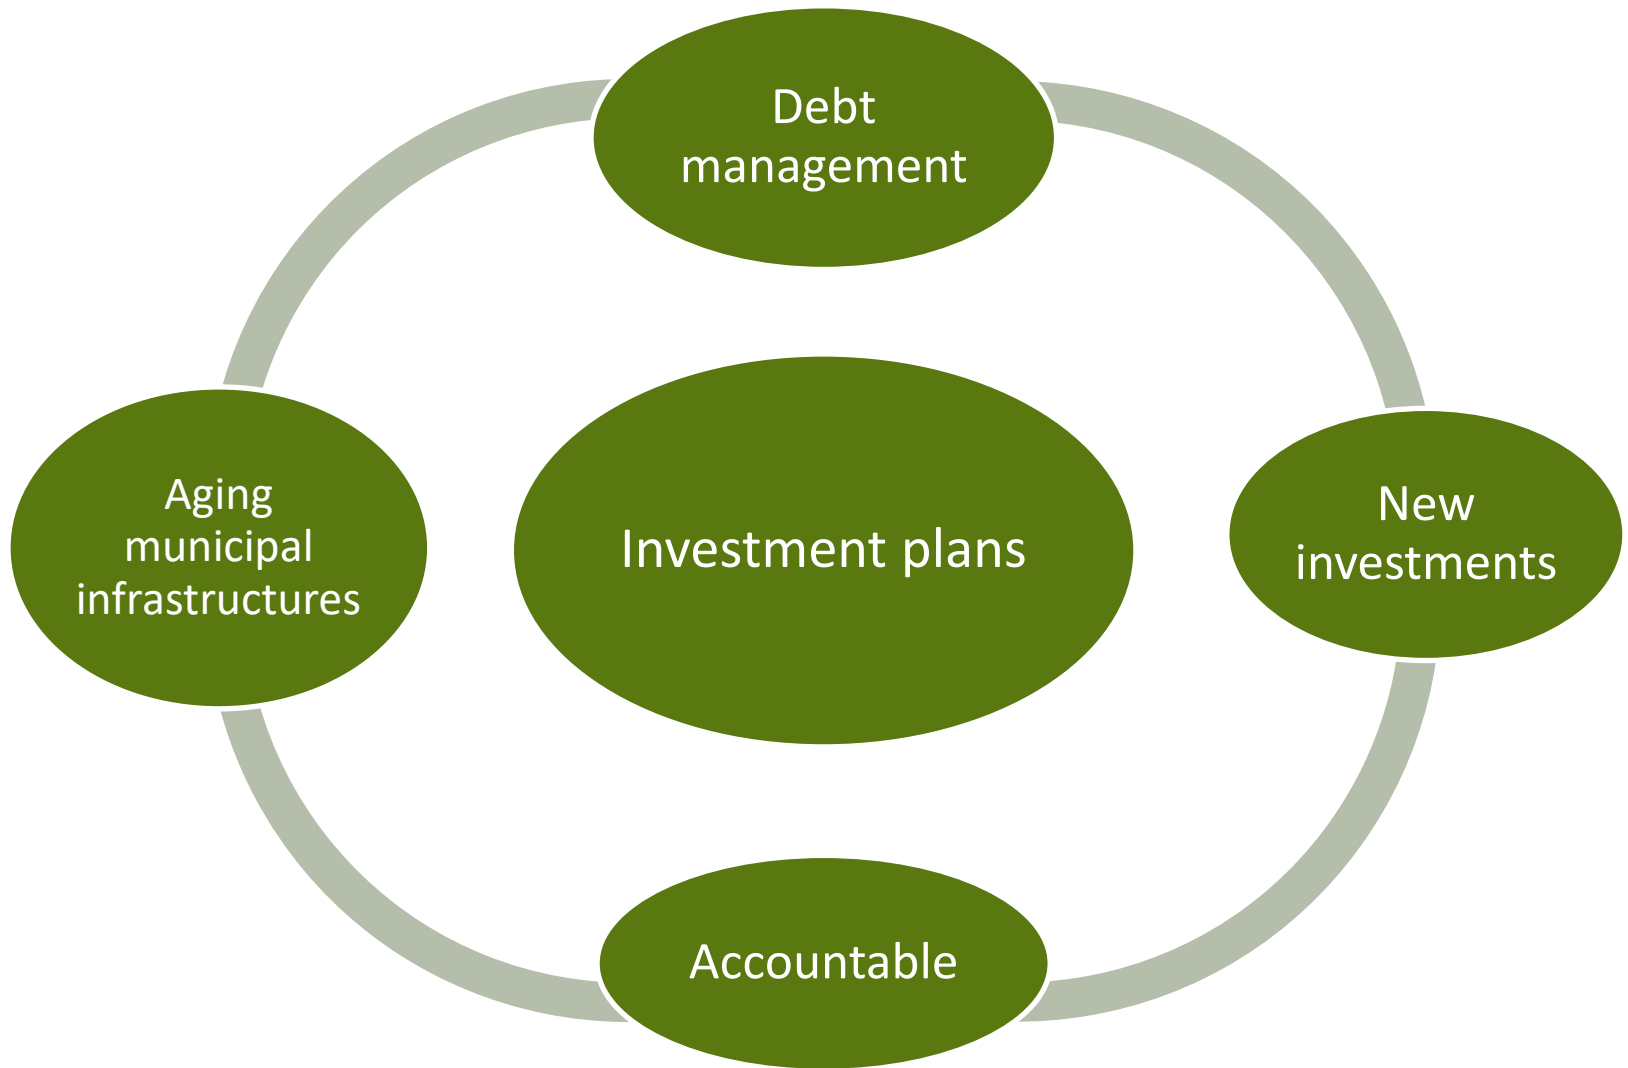 Debt
management
Aging
municipal
infrastructures
Investment plans
New
investments
Accountable